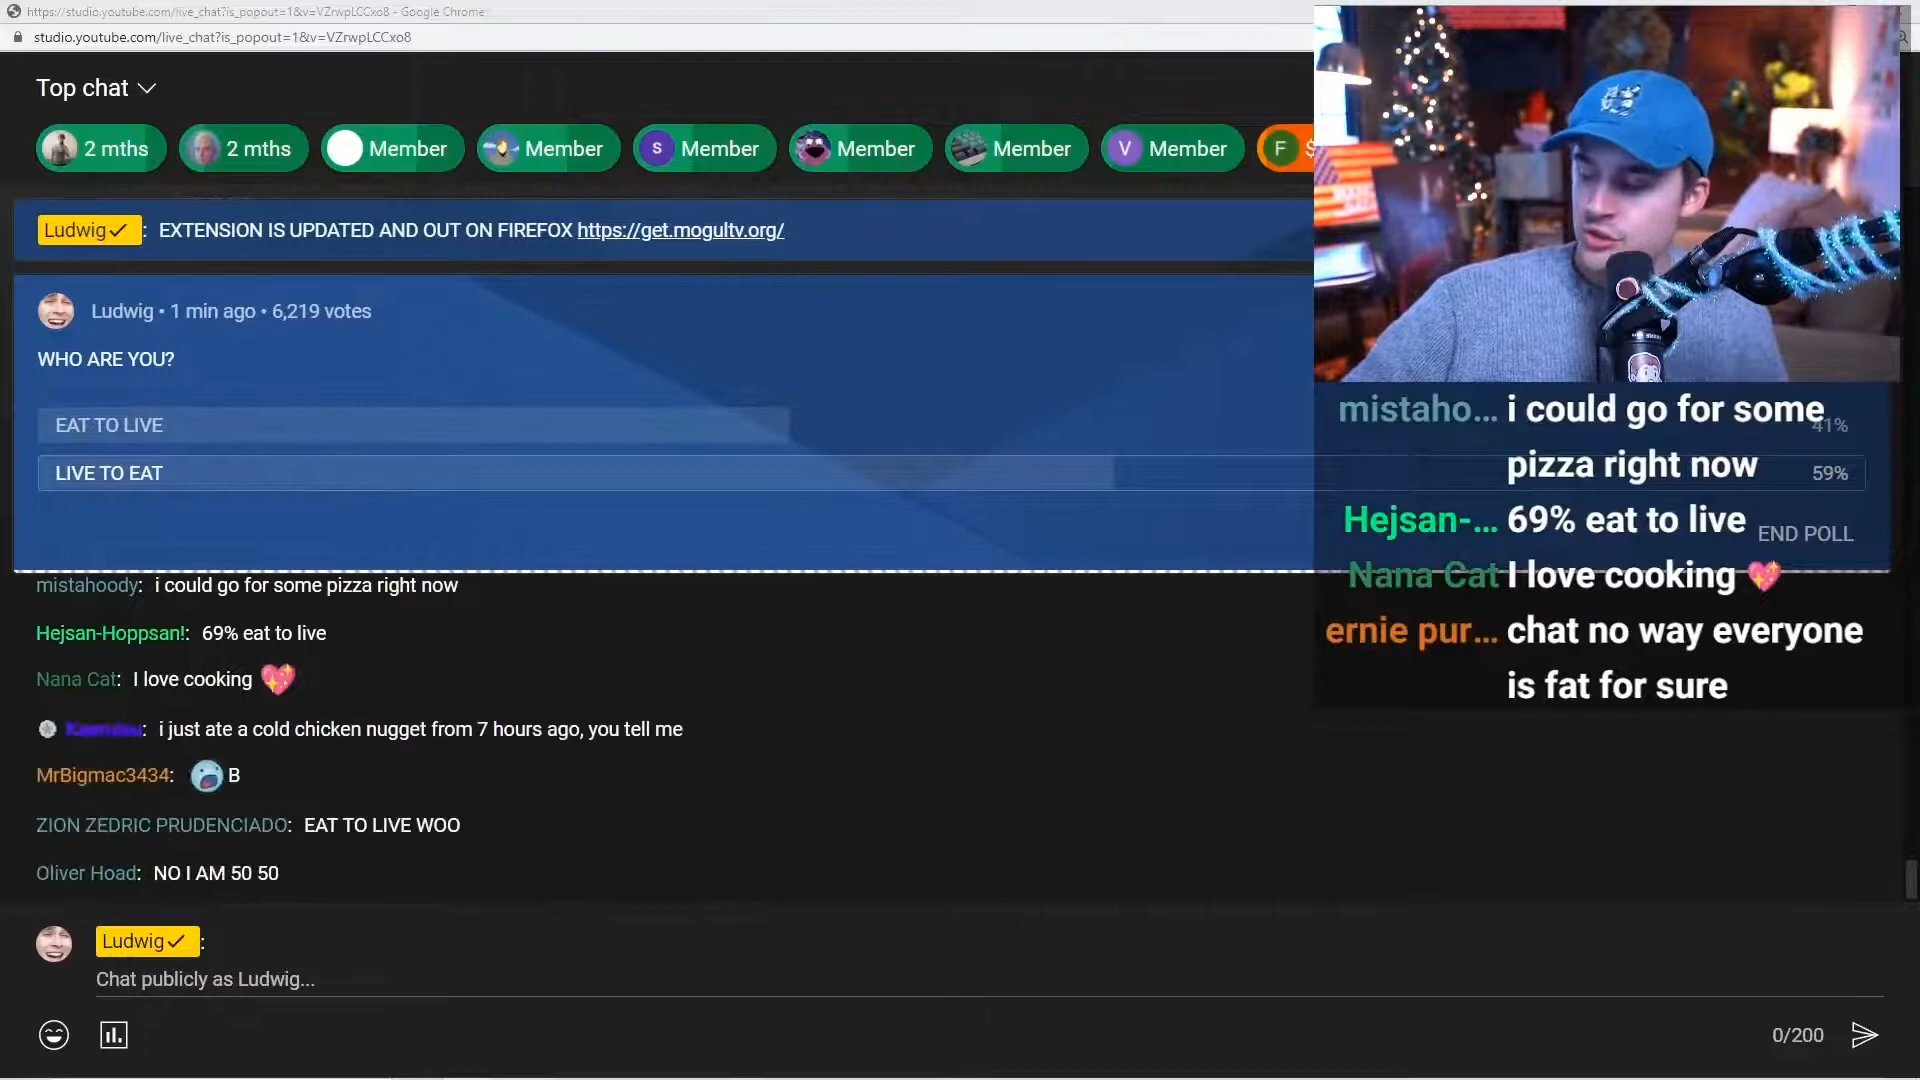 https://studio.youtube.com/live_chat?is_popout=1&v=VZrwpLCCxo8 - Google Chrome
studio.youtube.com/live_chat?is_popout=1&v=VZrwpLCCxo8
Top chat
2 mths
2 mths
Member
Member
S Member
Member
Member
V Member
F $
Ludwig : EXTENSION IS UPDATED AND OUT ON FIREFOX https://get.mogultv.org/
Ludwig • 1 min ago • 6,219 votes
WHO ARE YOU?
EAT TO LIVE 41%
LIVE TO EAT 59%
END POLL
mistahoody: i could go for some pizza right now
Hejsan-Hoppsan!: 69% eat to live
Nana Cat: I love cooking 💖
: i just ate a cold chicken nugget from 7 hours ago, you tell me
MrBigmac3434: B
ZION ZEDRIC PRUDENCIADO: EAT TO LIVE WOO
Oliver Hoad: NO I AM 50 50
Ludwig :
Chat publicly as Ludwig...
0/200
mistaho... i could go for some
pizza right now
Hejsan-... 69% eat to live
Nana Cat I love cooking 💖
ernie pur... chat no way everyone
is fat for sure